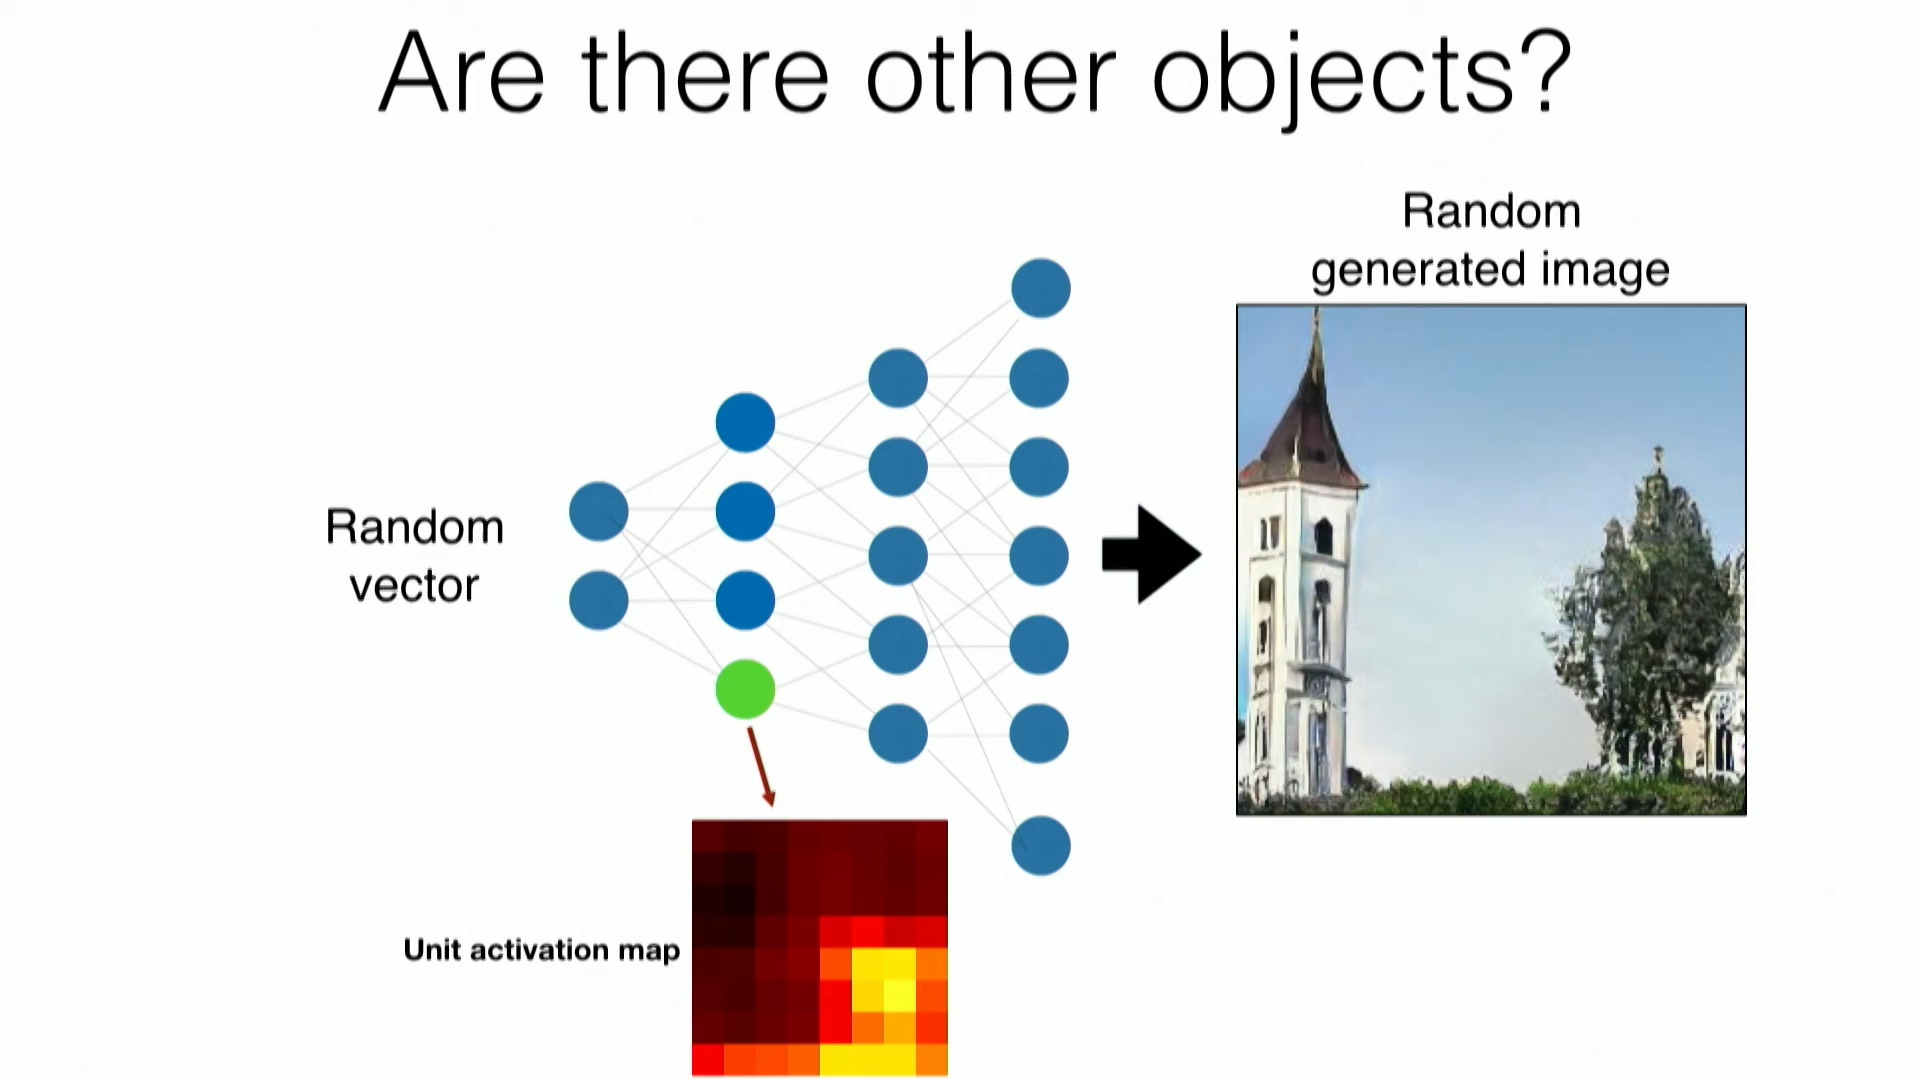 Are there other objects?
Random
generated image
Random
vector
Unit activation map